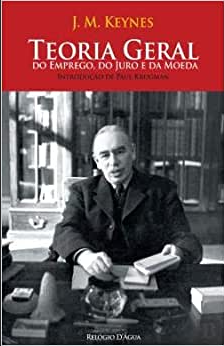 J. M. KEYNES
TEORIA GERAL
DO EMPREGO, DO JURO E DA MOEDA
INTRODUÇÃO DE PAUL KRUGMAN
RELÓGIO D'ÁGUA